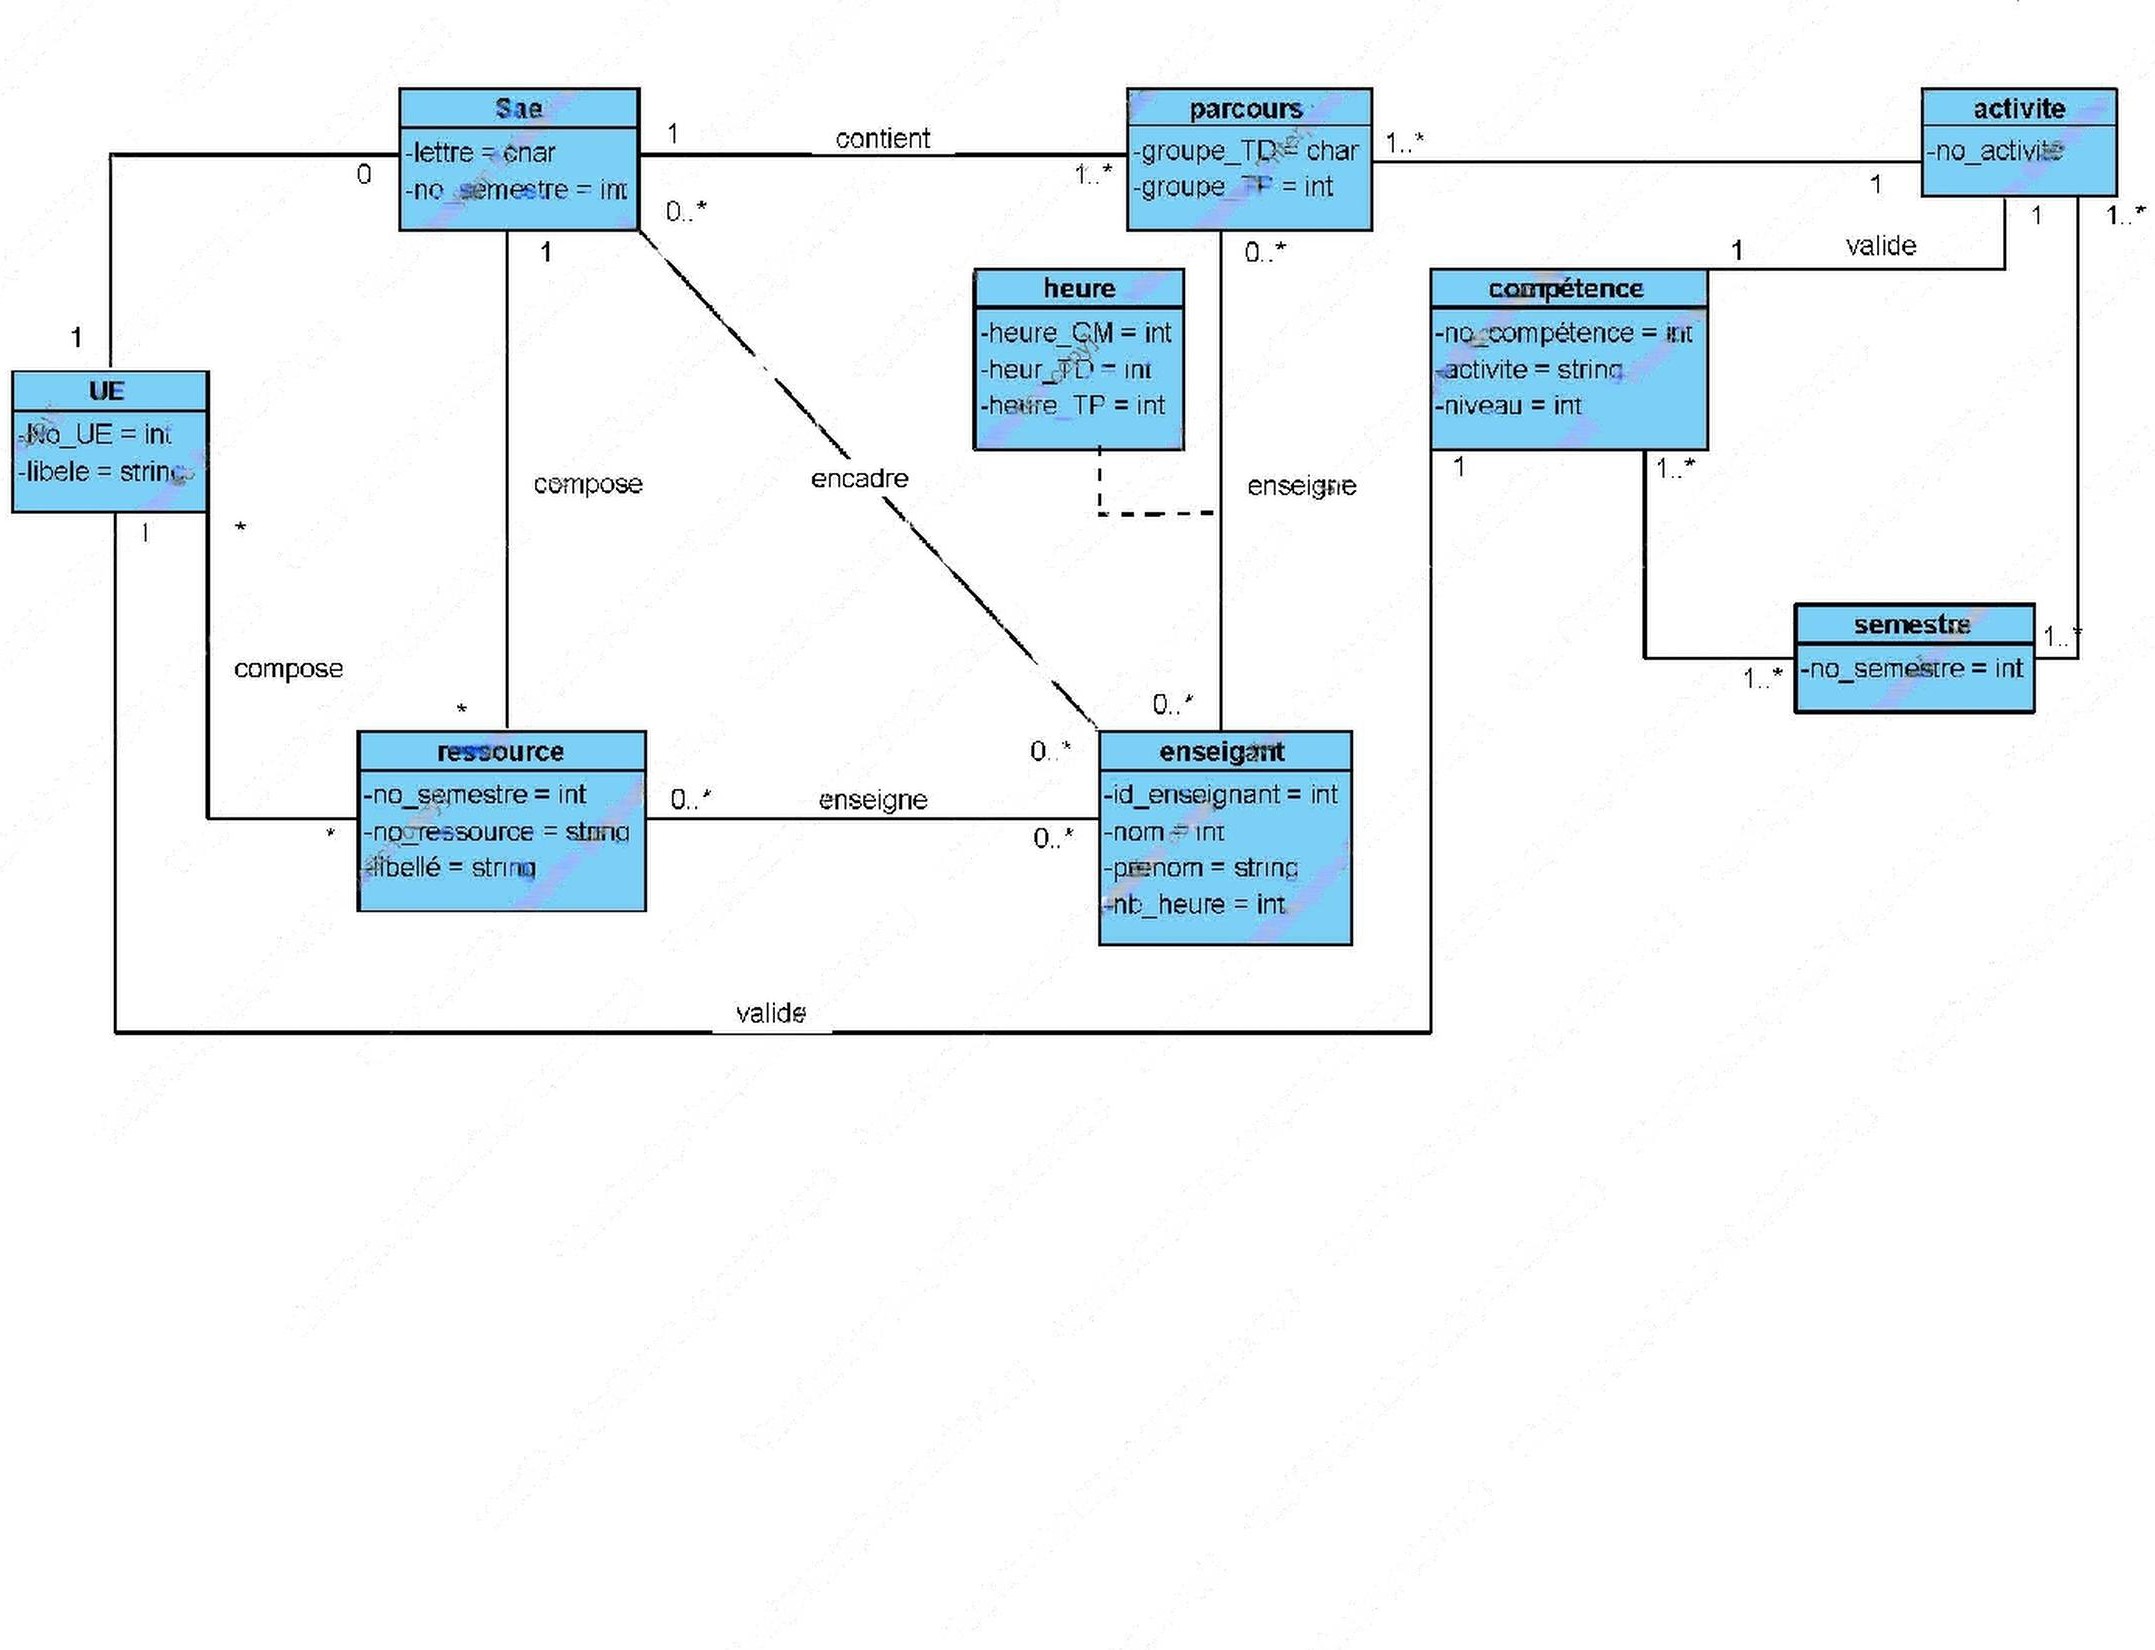 Sae
-lettre = char
-no_semestre = int
1
contient
1..*
0
0..*
1
parcours
-groupe_TD = char
-groupe_TP = int
1..*
1
0..*
activite
-no_activité
1
1..*
1
valide
heure
-heure_CM = int
-heur_TD = int
-heure_TP = int
compétence
-no_compétence = int
-activite = string
-niveau = int
1
1..*
1
UE
-No_UE = int
-libele = string
1
*
compose
encadre
enseigne
compose
semestre
-no_semestre = int
1..*
1..*
*
0..*
0..*
ressource
-no_semestre = int
-no_ressource = string
-libellé = string
*
0..*
enseigne
0..*
enseigant
-id_enseignant = int
-nom = int
-prenom = string
-nb_heure = int
valide